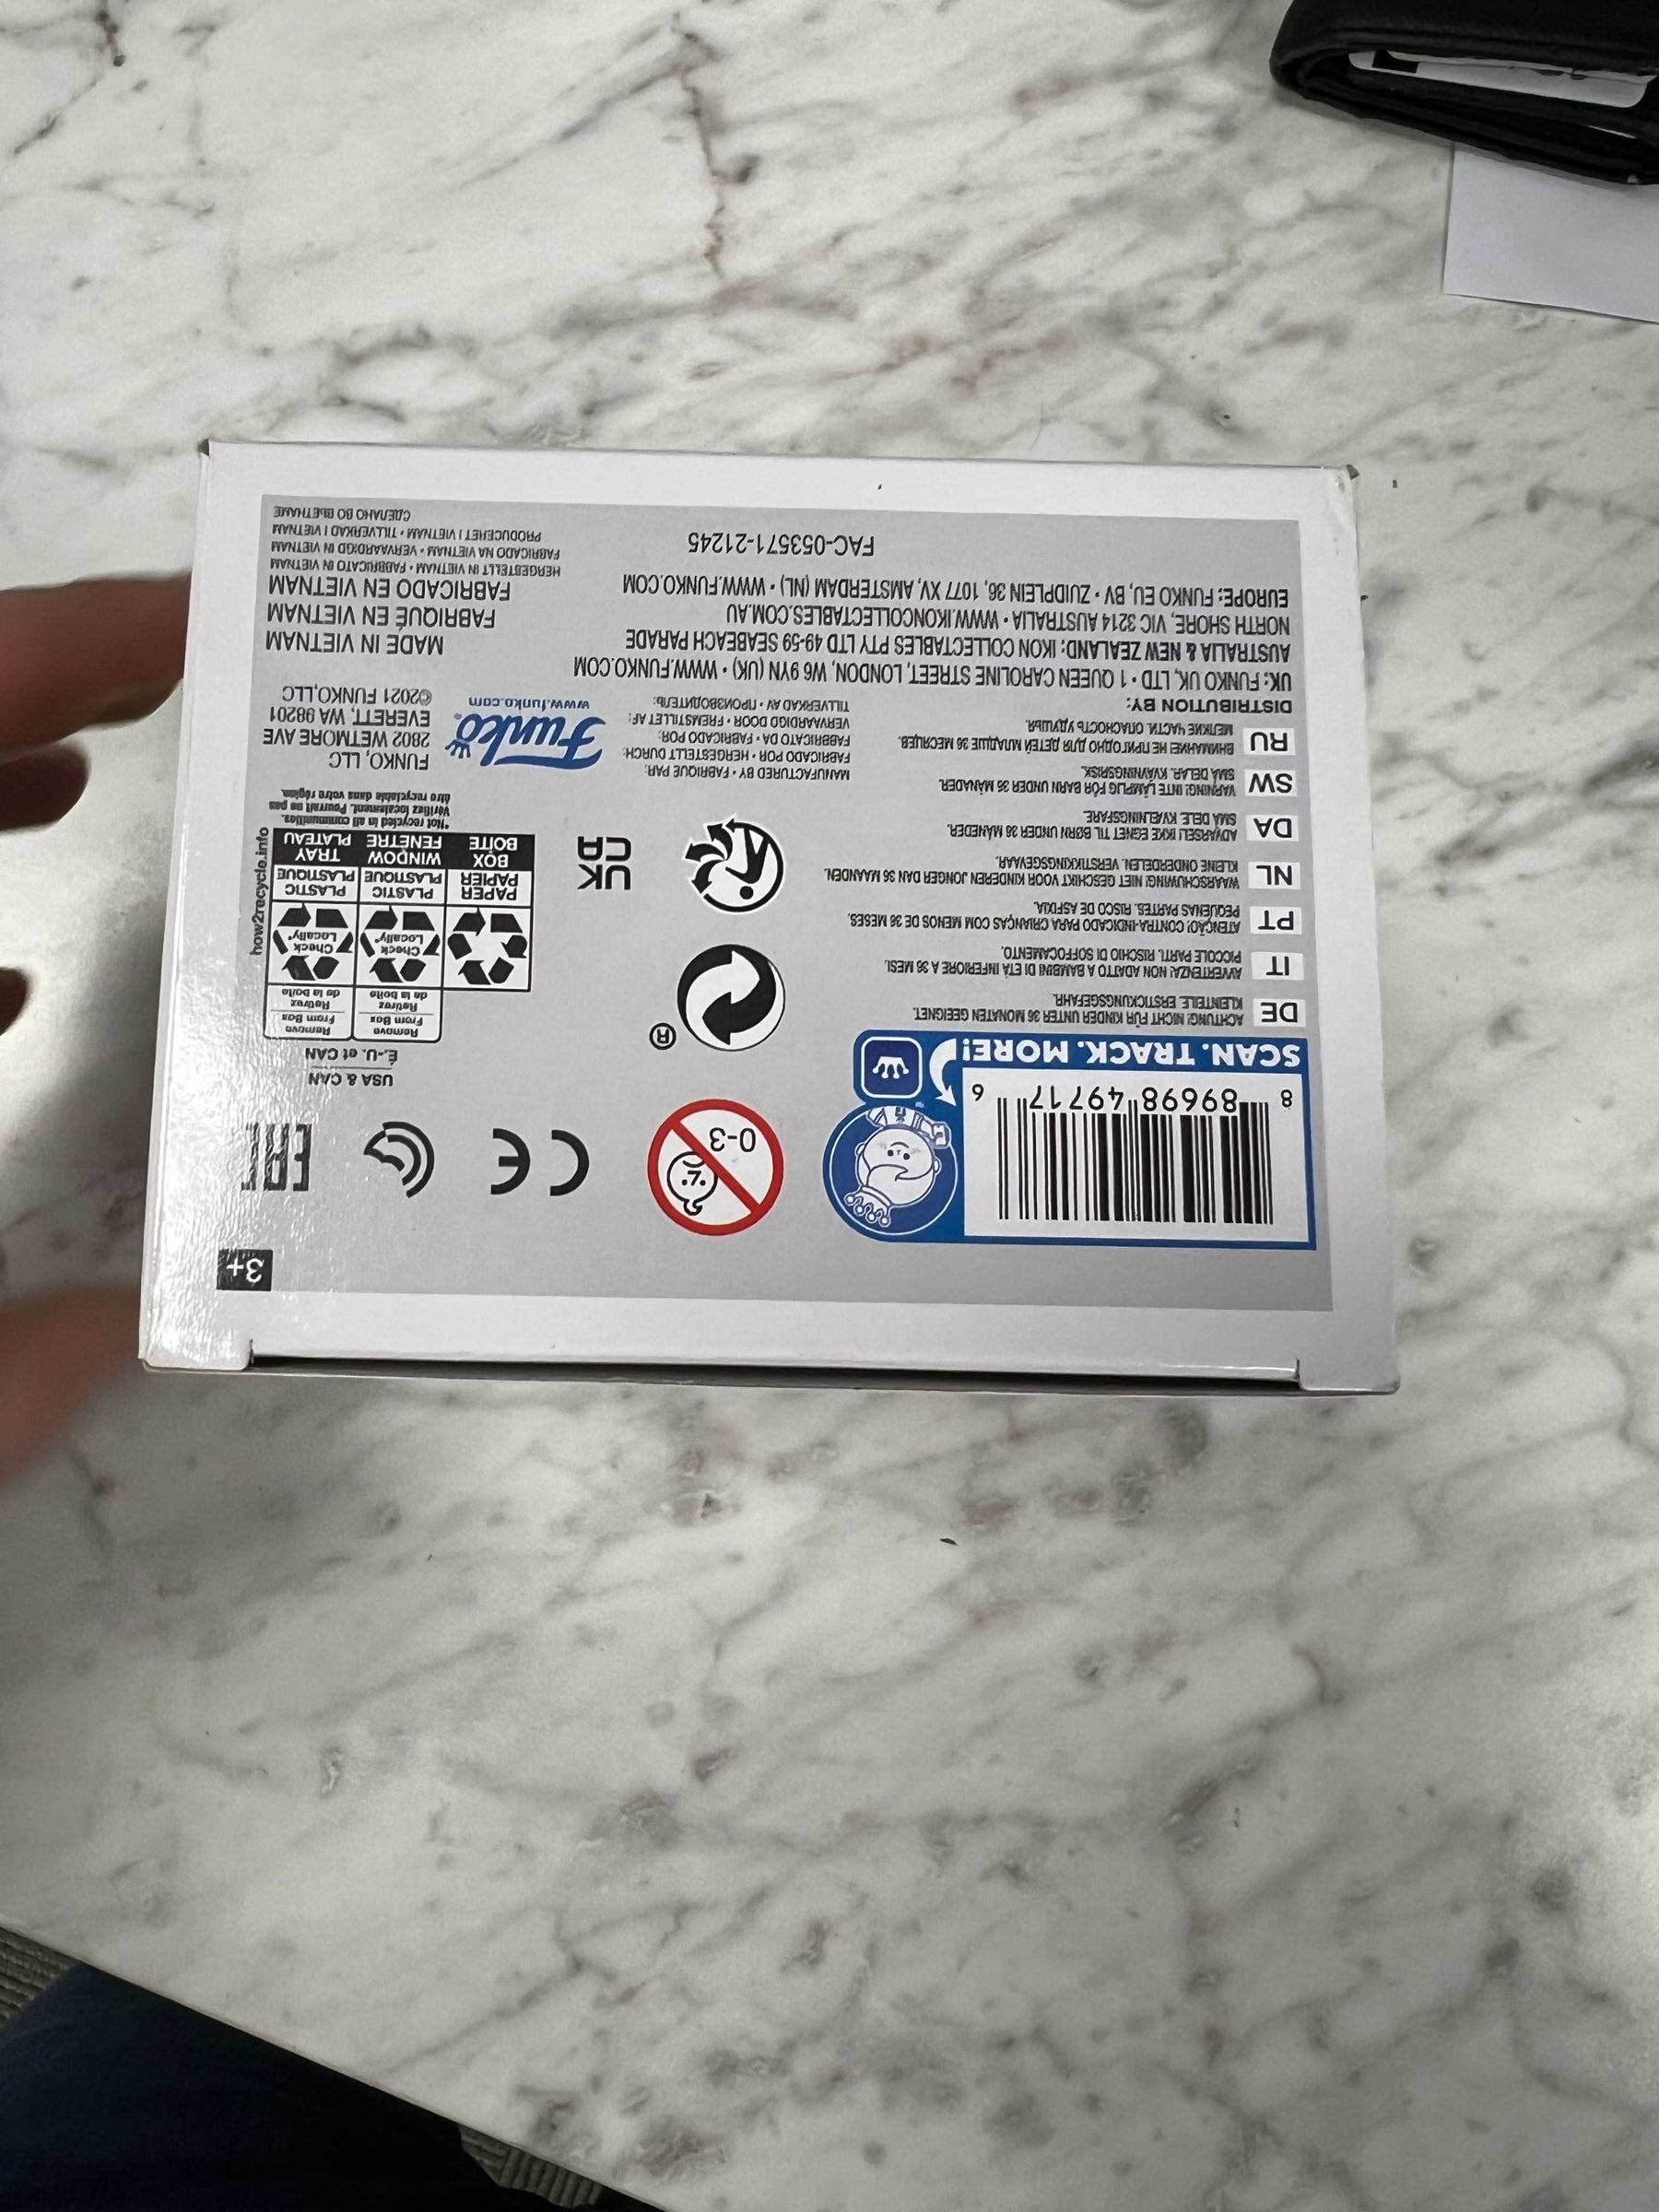 3+
8 89698 49717 6
SCAN. TRACK. MORE!
0-3
CE
EAC
USA & CAN
É.-U. et CAN
Remove From Box
Retirez de la boîte
Remove From Box
Retirez de la boîte
Check Locally*
Check Locally*
PAPER
PAPIER
BOX
BOÎTE
PLASTIC
PLASTIQUE
WINDOW
FENÊTRE
PLASTIC
PLASTIQUE
TRAY
PLATEAU
how2recycle.info
*Not recycled in all communities.
Vérifiez localement. Pourrait ne pas
être recyclable dans votre région.
®
UK
CA
DE ACHTUNG! NICHT FÜR KINDER UNTER 36 MONATEN GEEIGNET.
KLEINTEILE. ERSTICKUNGSGEFAHR.
IT AVVERTENZA! NON ADATTO A BAMBINI DI ETÀ INFERIORE A 36 MESI.
PICCOLE PARTI. RISCHIO DI SOFFOCAMENTO.
PT ATENÇÃO! CONTRA-INDICADO PARA CRIANÇAS COM MENOS DE 36 MESES.
PEQUENAS PARTES. RISCO DE ASFIXIA.
NL WAARSCHUWING! NIET GESCHIKT VOOR KINDEREN JONGER DAN 36 MAANDEN.
KLEINE ONDERDELEN. VERSTIKKINGSGEVAAR.
DA ADVARSEL! IKKE EGNET TIL BØRN UNDER 36 MÅNEDER.
SMÅ DELE. KVÆLNINGSFARE.
SW VARNING! INTE LÄMPLIG FÖR BARN UNDER 36 MÅNADER.
SMÅ DELAR. KVÄVNINGSRISK.
RU ВНИМАНИЕ! НЕ ПРИГОДНО ДЛЯ ДЕТЕЙ МЛАДШЕ 36 МЕСЯЦЕВ.
МЕЛКИЕ ЧАСТИ. ОПАСНОСТЬ УДУШЬЯ.
MANUFACTURED BY • FABRIQUÉ PAR:
FABRICADO POR • HERGESTELLT DURCH:
FABBRICATO DA • FABRICADO POR:
VERVAARDIGD DOOR • FREMSTILLET AF:
TILLVERKAD AV • ПРОИЗВОДИТЕЛЬ:
Funko
www.funko.com
FUNKO, LLC
2802 WETMORE AVE
EVERETT, WA 98201
©2021 FUNKO,LLC
DISTRIBUTION BY:
UK: FUNKO UK, LTD • 1 QUEEN CAROLINE STREET, LONDON, W6 9YN (UK) • WWW.FUNKO.COM
AUSTRALIA & NEW ZEALAND: IKON COLLECTABLES PTY LTD 49-59 SEABEACH PARADE
NORTH SHORE, VIC 3214 AUSTRALIA • WWW.IKONCOLLECTABLES.COM.AU
EUROPE: FUNKO EU, BV • ZUIDPLEIN 36, 1077 XV, AMSTERDAM (NL) • WWW.FUNKO.COM
FAC-053571-21245
MADE IN VIETNAM
FABRIQUÉ EN VIETNAM
FABRICADO EN VIETNAM
HERGESTELLT IN VIETNAM • FABBRICATO IN VIETNAM
FABRICADO NA VIETNAM • VERVAARDIGD IN VIETNAM
PRODUCERET I VIETNAM • TILLVERKAD I VIETNAM
СДЕЛАНО ВО ВЬЕТНАМЕ